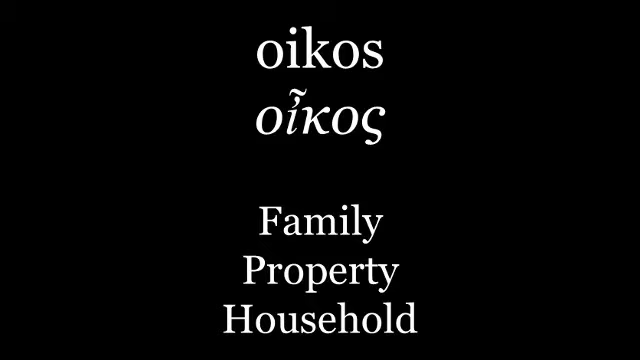 oikos
οἶκος
Family
Property
Household